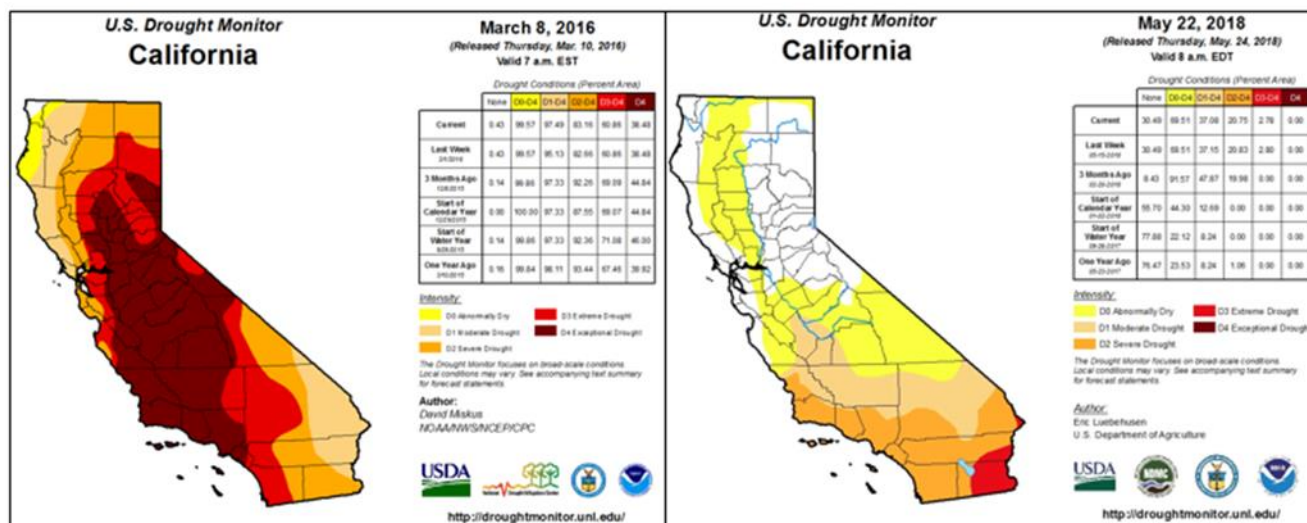 U.S. Drought Monitor
California
March 8, 2016
(Released Thursday, Mar. 10, 2016)
Valid 7 a.m. EST
Drought Conditions (Percent Area)
None D0-D4 D1-D4 D2-D4 D3-D4 D4
Current 0.43 99.57 97.49 83.16 60.86 38.48
Last Week 0.43 99.57 95.13 82.66 60.86 38.48
3 Months Ago 0.14 99.86 97.33 92.26 69.09 44.84
Start of Calendar Year 0.00 100.00 97.33 87.55 69.07 44.84
Start of Water Year 0.14 99.86 97.33 92.36 71.08 46.00
One Year Ago 0.16 99.84 98.11 93.44 67.46 39.92
Intensity:
D0 Abnormally Dry
D3 Extreme Drought
D1 Moderate Drought
D4 Exceptional Drought
D2 Severe Drought
The Drought Monitor focuses on broad-scale conditions.
Local conditions may vary. See accompanying text summary
for forecast statements.
Author:
David Miskus
NOAA/NWS/NCEP/CPC
USDA
http://droughtmonitor.unl.edu/
U.S. Drought Monitor
California
May 22, 2018
(Released Thursday, May. 24, 2018)
Valid 8 a.m. EDT
Drought Conditions (Percent Area)
None D0-D4 D1-D4 D2-D4 D3-D4 D4
Current 30.49 69.51 37.08 20.75 2.78 0.00
Last Week 30.49 69.51 37.15 20.83 2.80 0.00
3 Months Ago 8.43 91.57 47.87 19.98 0.00 0.00
Start of Calendar Year 55.70 44.30 12.69 0.00 0.00 0.00
Start of Water Year 77.88 22.12 8.24 0.00 0.00 0.00
One Year Ago 76.47 23.53 8.24 1.06 0.00 0.00
Intensity:
D0 Abnormally Dry
D3 Extreme Drought
D1 Moderate Drought
D4 Exceptional Drought
D2 Severe Drought
The Drought Monitor focuses on broad-scale conditions.
Local conditions may vary. See accompanying text summary
for forecast statements.
Author:
Eric Luebehusen
U.S. Department of Agriculture
USDA
http://droughtmonitor.unl.edu/